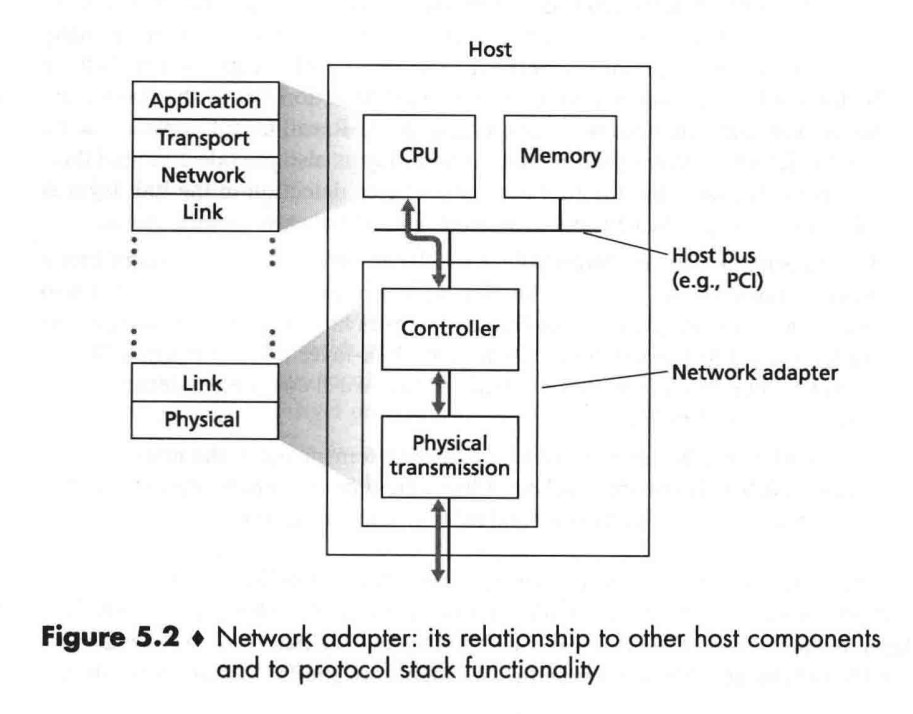 Host
Application
Transport
Network
Link
CPU
Memory
Host bus
(e.g., PCI)
Controller
Network adapter
Link
Physical
Physical
transmission
Figure 5.2 ♦ Network adapter: its relationship to other host components
and to protocol stack functionality